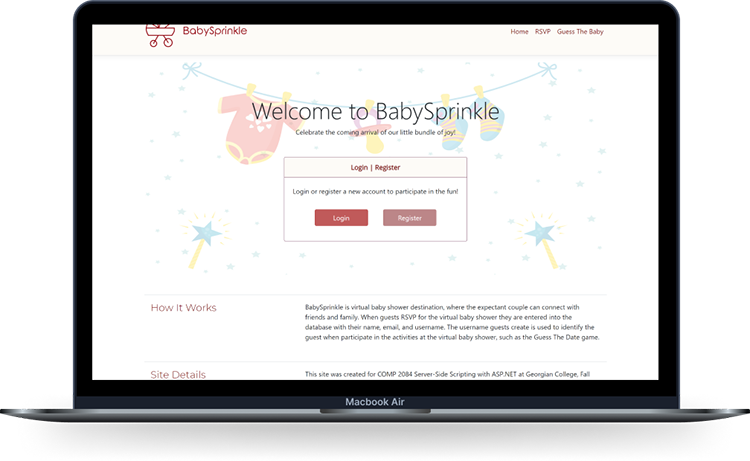 BabySprinkle
Home RSVP Guess The Baby
Welcome to BabySprinkle
Celebrate the coming arrival of our little bundle of joy!
Login | Register
Login or register a new account to participate in the fun!
Login Register
How It Works
BabySprinkle is virtual baby shower destination, where the expectant couple can connect with
friends and family. When guests RSVP for the virtual baby shower they are entered into the
database with their name, email, and username. The username guests create is used to identify the
guest when participate in the activities at the virtual baby shower, such as the Guess The Date game.
Site Details
This site was created for COMP 2084 Server-Side Scripting with ASP.NET at Georgian College, Fall
Macbook Air